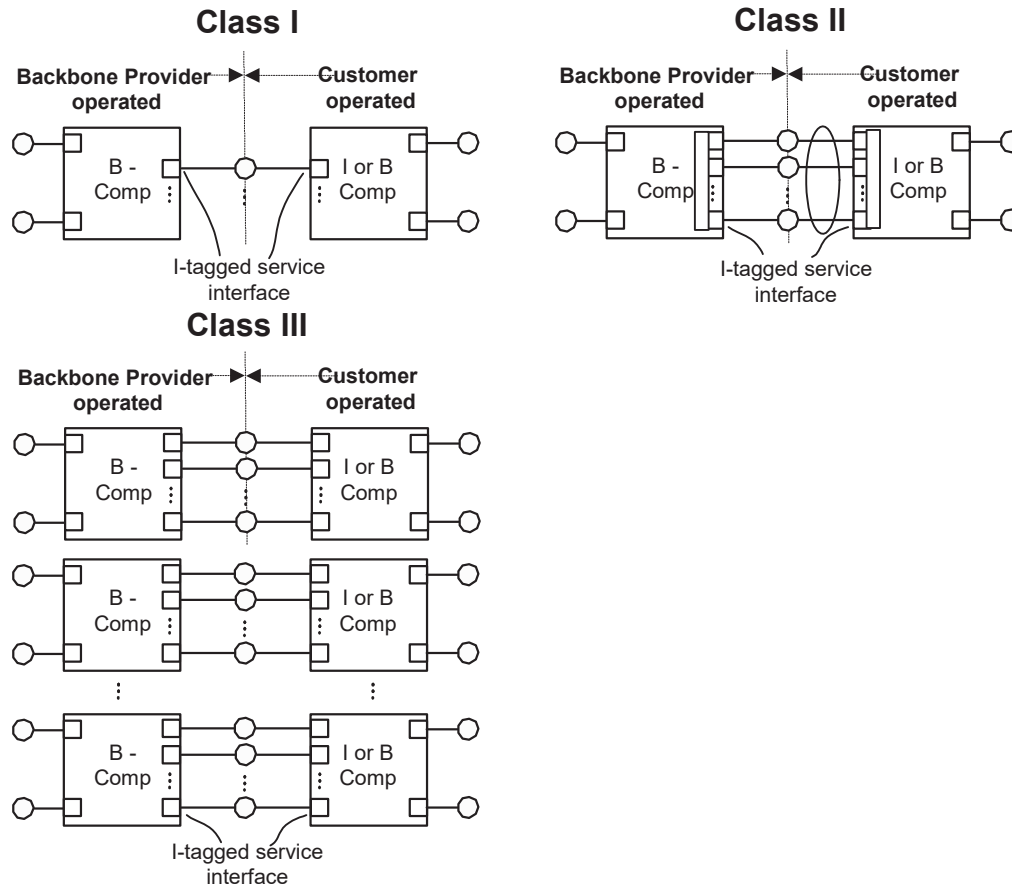 Class I
Backbone Provider
operated
Customer
operated
B -
Comp
I or B
Comp
I-tagged service
interface
Class II
Backbone Provider
operated
Customer
operated
B -
Comp
I or B
Comp
I-tagged service
interface
Class III
Backbone Provider
operated
Customer
operated
B -
Comp
I or B
Comp
B -
Comp
I or B
Comp
B -
Comp
I or B
Comp
I-tagged service
interface